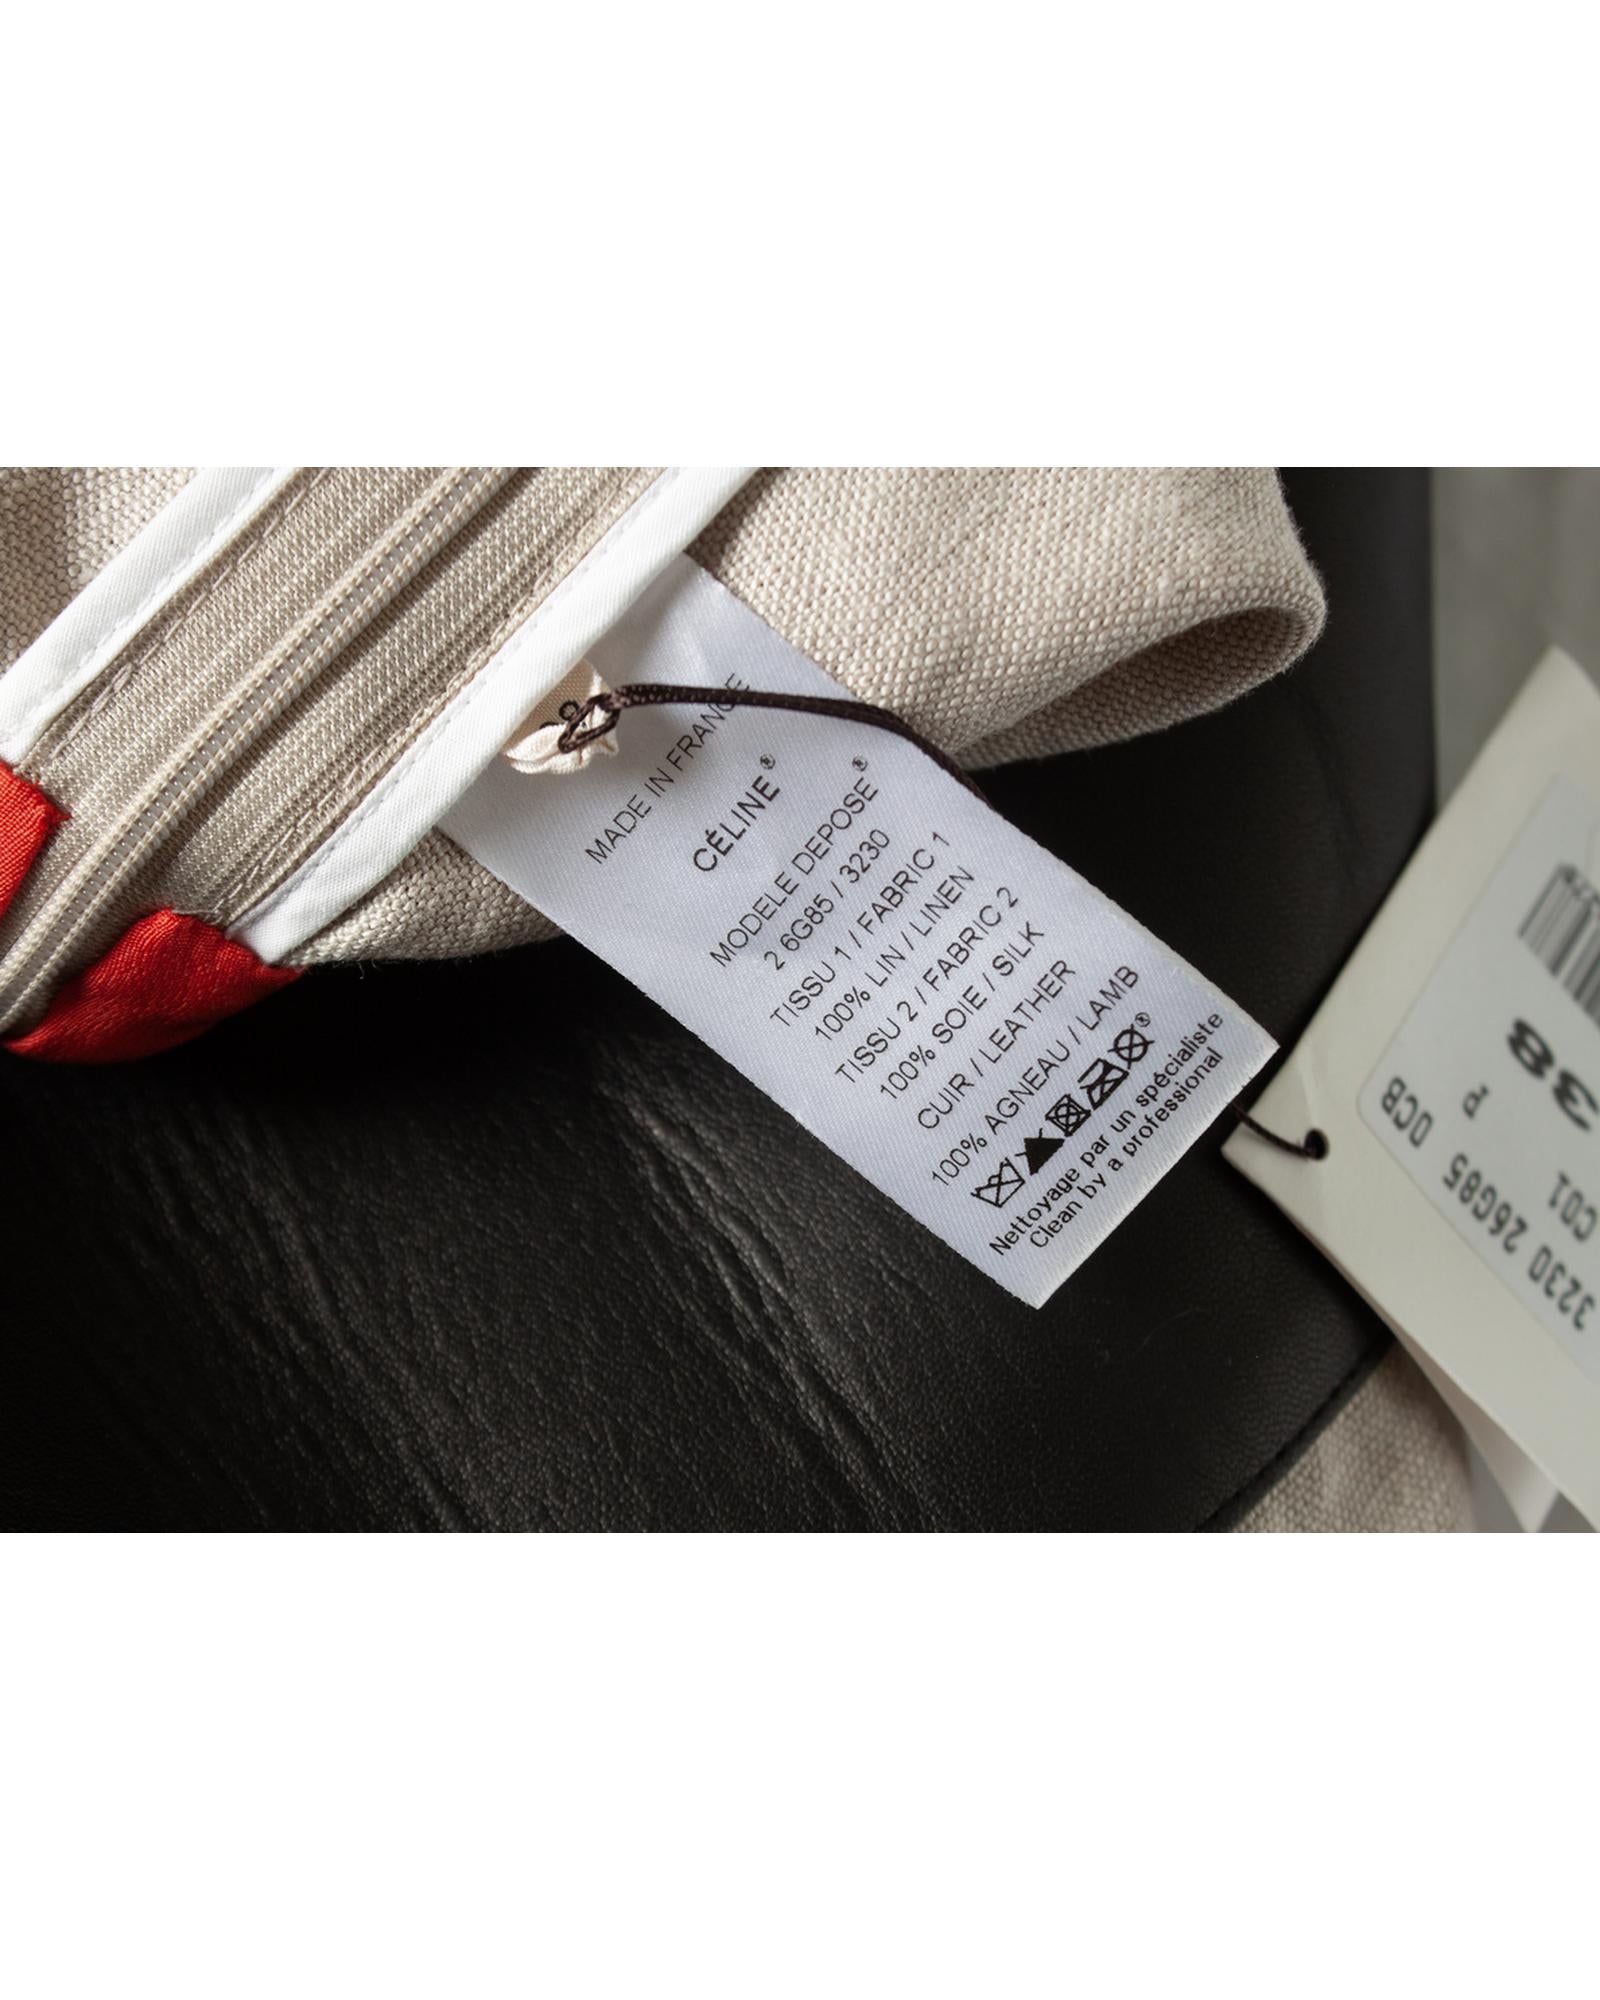 MADE IN FRANCE
CÉLINE®
MODELE DEPOSE®
2 6G85 / 3230
TISSU 1 / FABRIC 1
100% LIN / LINEN
TISSU 2 / FABRIC 2
100% SOIE / SILK
CUIR / LEATHER
100% AGNEAU / LAMB
Nettoyage par un spécialiste
Clean by a professional
3230 26G85 OCB
C01 P
38